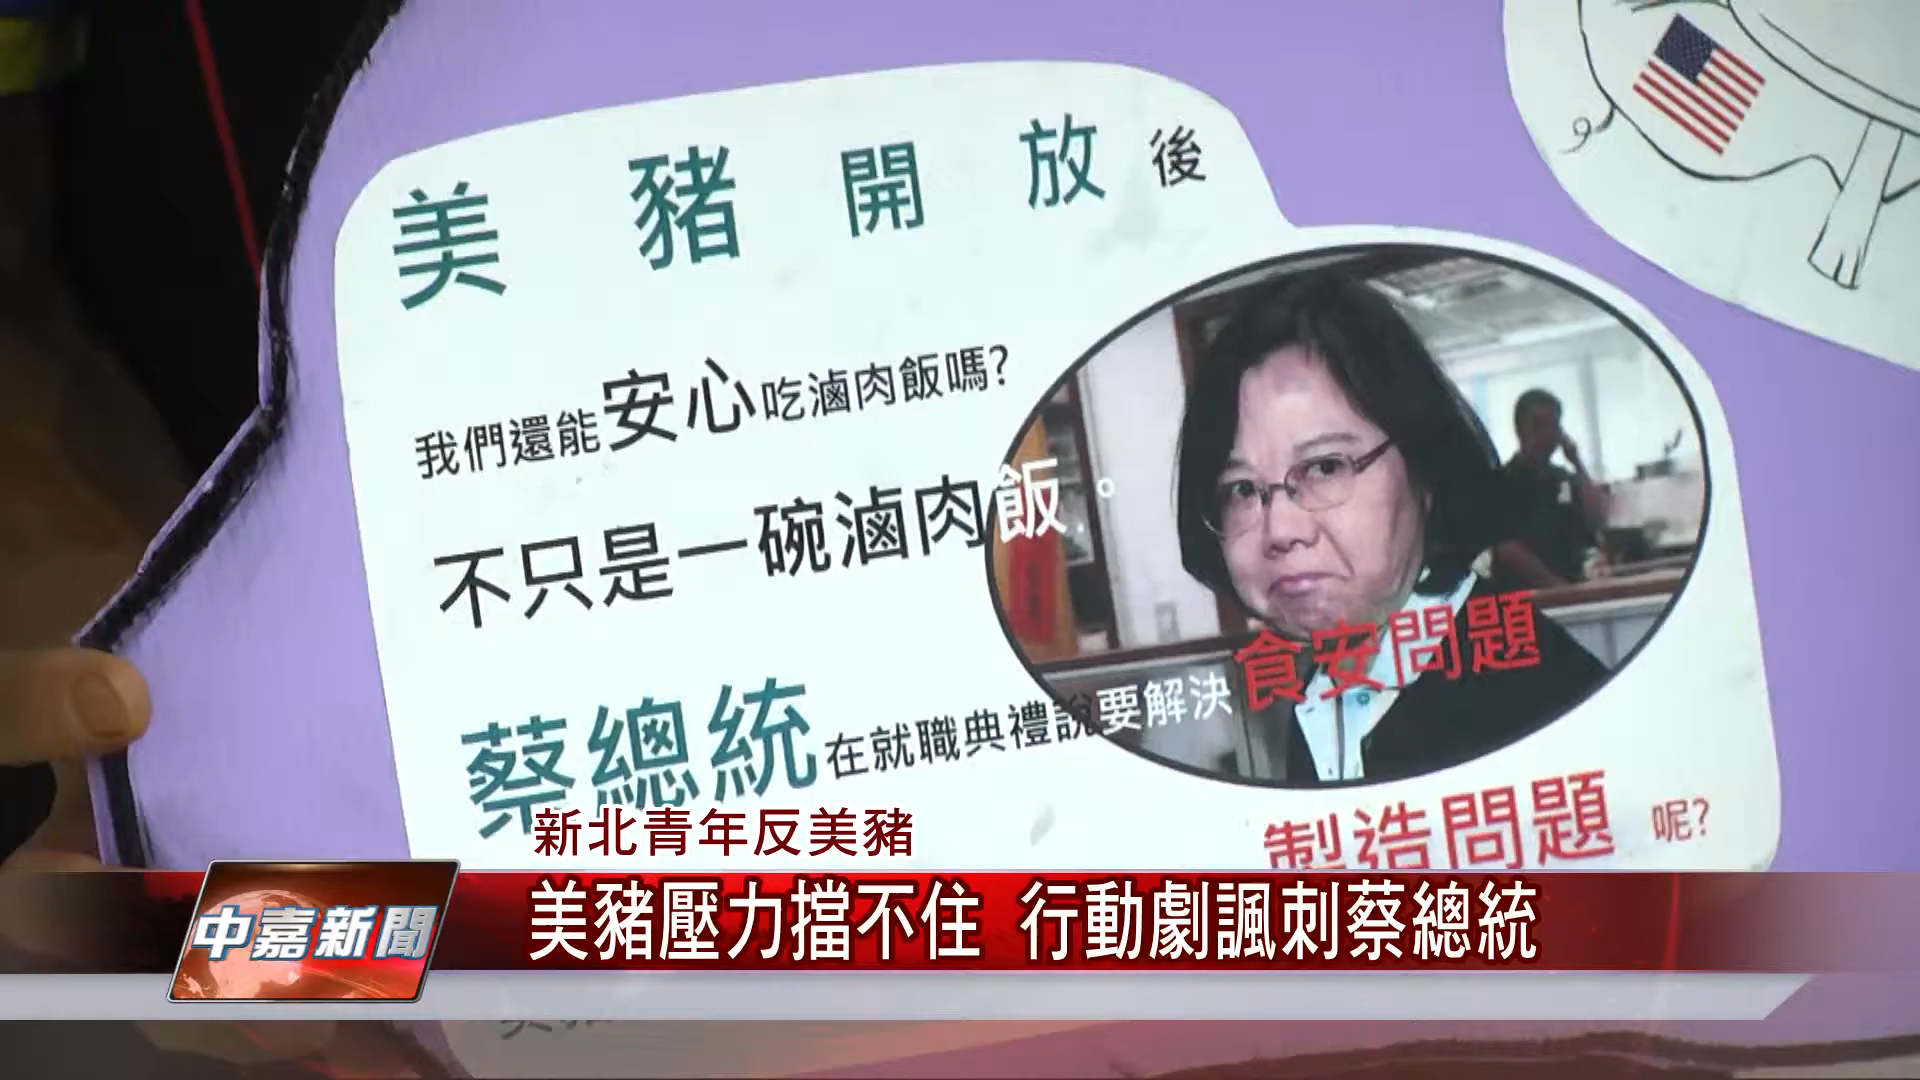 美豬開放後
我們還能安心吃滷肉飯嗎?
不只是一碗滷肉飯。
蔡總統在就職典禮說要解決食安問題
製造問題呢?
新北青年反美豬
中嘉新聞
美豬壓力擋不住 行動劇諷刺蔡總統